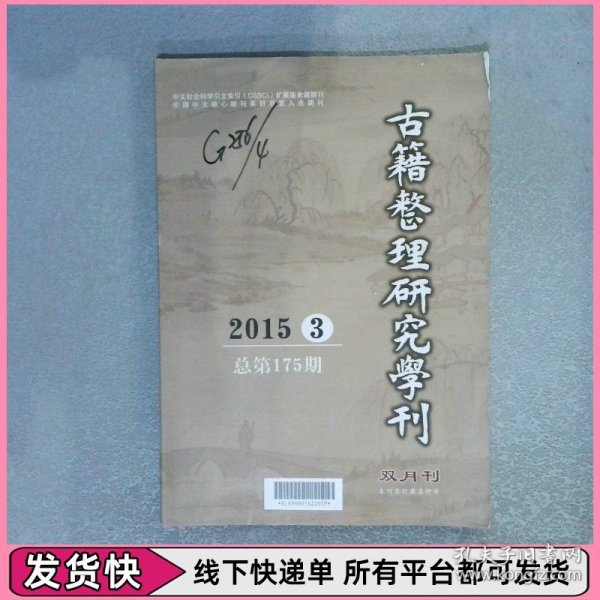 中文社会科学引文索引(CSSCI)扩展版来源期刊
全国中文核心期刊
G256/4
古籍整理研究學刊
2015 3
总第175期
双月刊
发货快
线下快递单 所有平台都可发货
孔夫子旧书网
www.kongfz.com